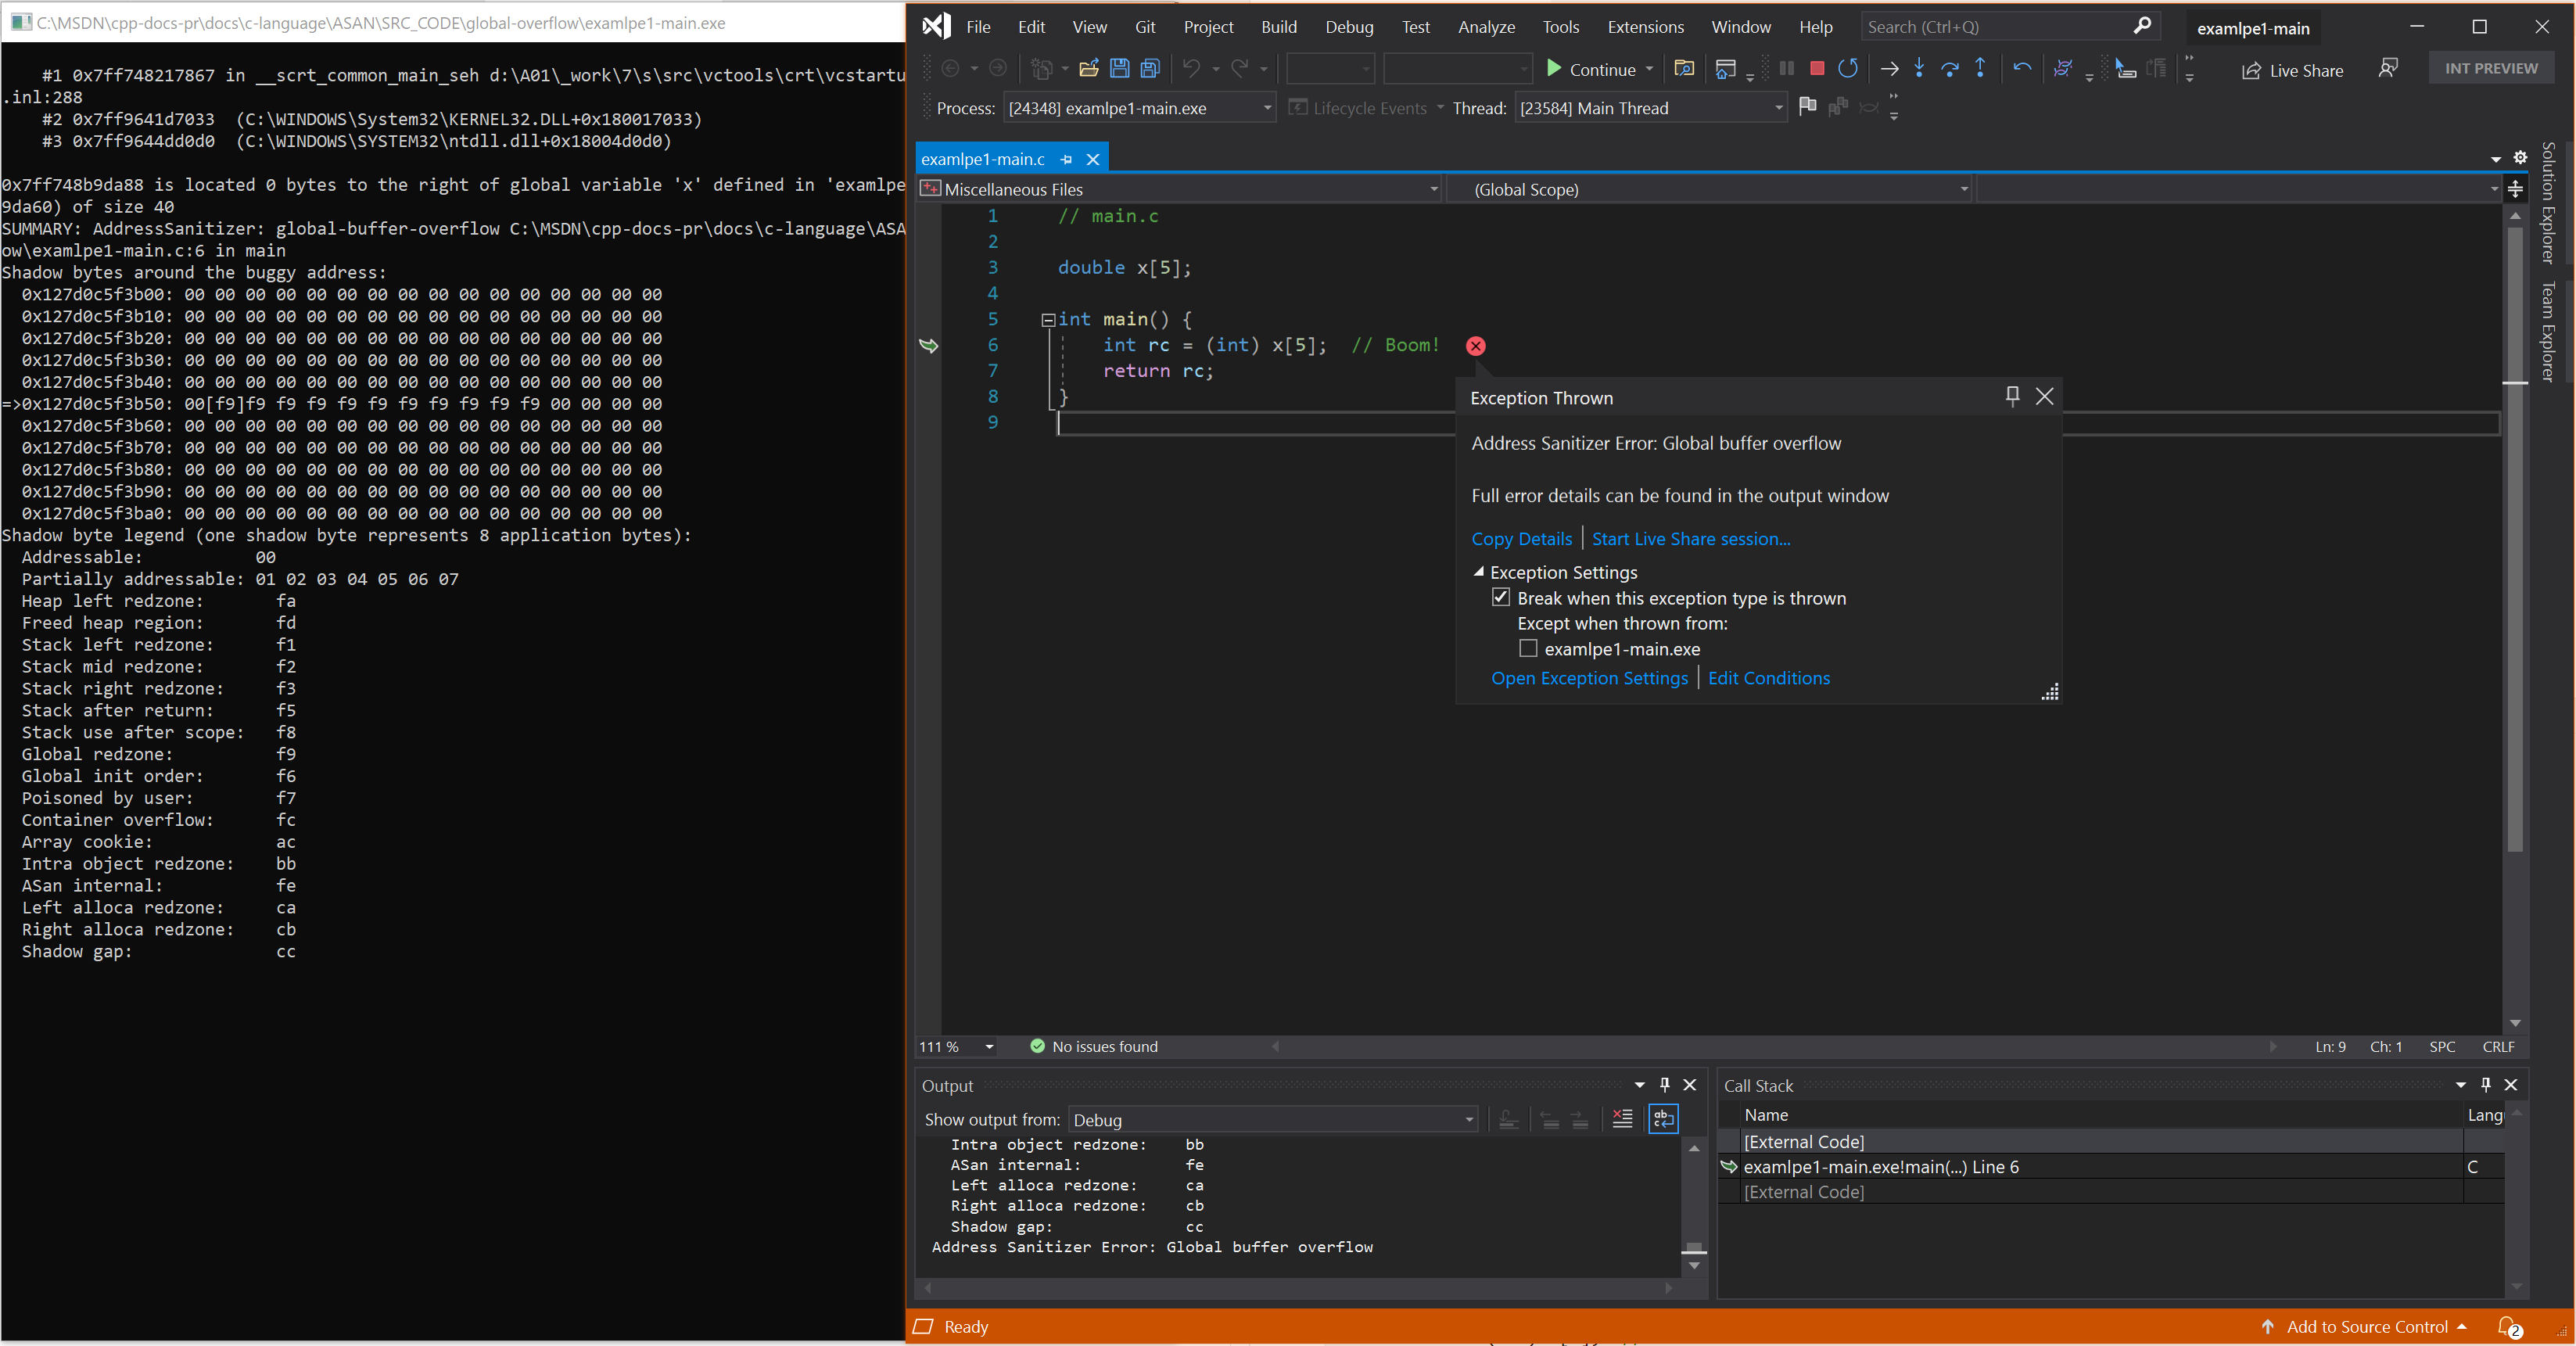 C:\MSDN\cpp-docs-pr\docs\c-language\ASAN\SRC_CODE\global-overflow\examlpe1-main.exe
#1 0x7ff748217867 in __scrt_common_main_seh d:\A01\_work\7\s\src\vctools\crt\vcstartu
.inl:288
#2 0x7ff9641d7033  (C:\WINDOWS\System32\KERNEL32.DLL+0x180017033)
#3 0x7ff9644dd0d0  (C:\WINDOWS\SYSTEM32\ntdll.dll+0x18004d0d0)
0x7ff748b9da88 is located 0 bytes to the right of global variable 'x' defined in 'examlpe
9da60) of size 40
SUMMARY: AddressSanitizer: global-buffer-overflow C:\MSDN\cpp-docs-pr\docs\c-language\ASA
ow\examlpe1-main.c:6 in main
Shadow bytes around the buggy address:
0x127d0c5f3b00: 00 00 00 00 00 00 00 00 00 00 00 00 00 00 00 00
0x127d0c5f3b10: 00 00 00 00 00 00 00 00 00 00 00 00 00 00 00 00
0x127d0c5f3b20: 00 00 00 00 00 00 00 00 00 00 00 00 00 00 00 00
0x127d0c5f3b30: 00 00 00 00 00 00 00 00 00 00 00 00 00 00 00 00
0x127d0c5f3b40: 00 00 00 00 00 00 00 00 00 00 00 00 00 00 00 00
=>0x127d0c5f3b50: 00[f9]f9 f9 f9 f9 f9 f9 f9 f9 f9 f9 00 00 00 00
0x127d0c5f3b60: 00 00 00 00 00 00 00 00 00 00 00 00 00 00 00 00
0x127d0c5f3b70: 00 00 00 00 00 00 00 00 00 00 00 00 00 00 00 00
0x127d0c5f3b80: 00 00 00 00 00 00 00 00 00 00 00 00 00 00 00 00
0x127d0c5f3b90: 00 00 00 00 00 00 00 00 00 00 00 00 00 00 00 00
0x127d0c5f3ba0: 00 00 00 00 00 00 00 00 00 00 00 00 00 00 00 00
Shadow byte legend (one shadow byte represents 8 application bytes):
Addressable: 00
Partially addressable: 01 02 03 04 05 06 07
Heap left redzone: fa
Freed heap region: fd
Stack left redzone: f1
Stack mid redzone: f2
Stack right redzone: f3
Stack after return: f5
Stack use after scope: f8
Global redzone: f9
Global init order: f6
Poisoned by user: f7
Container overflow: fc
Array cookie: ac
Intra object redzone: bb
ASan internal: fe
Left alloca redzone: ca
Right alloca redzone: cb
Shadow gap: cc
File Edit View Git Project Build Debug Test Analyze Tools Extensions Window Help Search (Ctrl+Q) examlpe1-main
Continue Live Share INT PREVIEW
Process: [24348] examlpe1-main.exe Lifecycle Events Thread: [23584] Main Thread
examlpe1-main.c
Miscellaneous Files (Global Scope)
1 // main.c
2
3 double x[5];
4
5 int main() {
6 int rc = (int) x[5];  // Boom!
7 return rc;
8 }
9
Exception Thrown
Address Sanitizer Error: Global buffer overflow
Full error details can be found in the output window
Copy Details | Start Live Share session...
Exception Settings
Break when this exception type is thrown
Except when thrown from:
examlpe1-main.exe
Open Exception Settings | Edit Conditions
Solution Explorer
Team Explorer
111 % No issues found Ln: 9 Ch: 1 SPC CRLF
Output
Show output from: Debug
Intra object redzone: bb
ASan internal: fe
Left alloca redzone: ca
Right alloca redzone: cb
Shadow gap: cc
Address Sanitizer Error: Global buffer overflow
Call Stack
Name Lang
[External Code]
examlpe1-main.exe!main(...) Line 6 C
[External Code]
Ready Add to Source Control 2